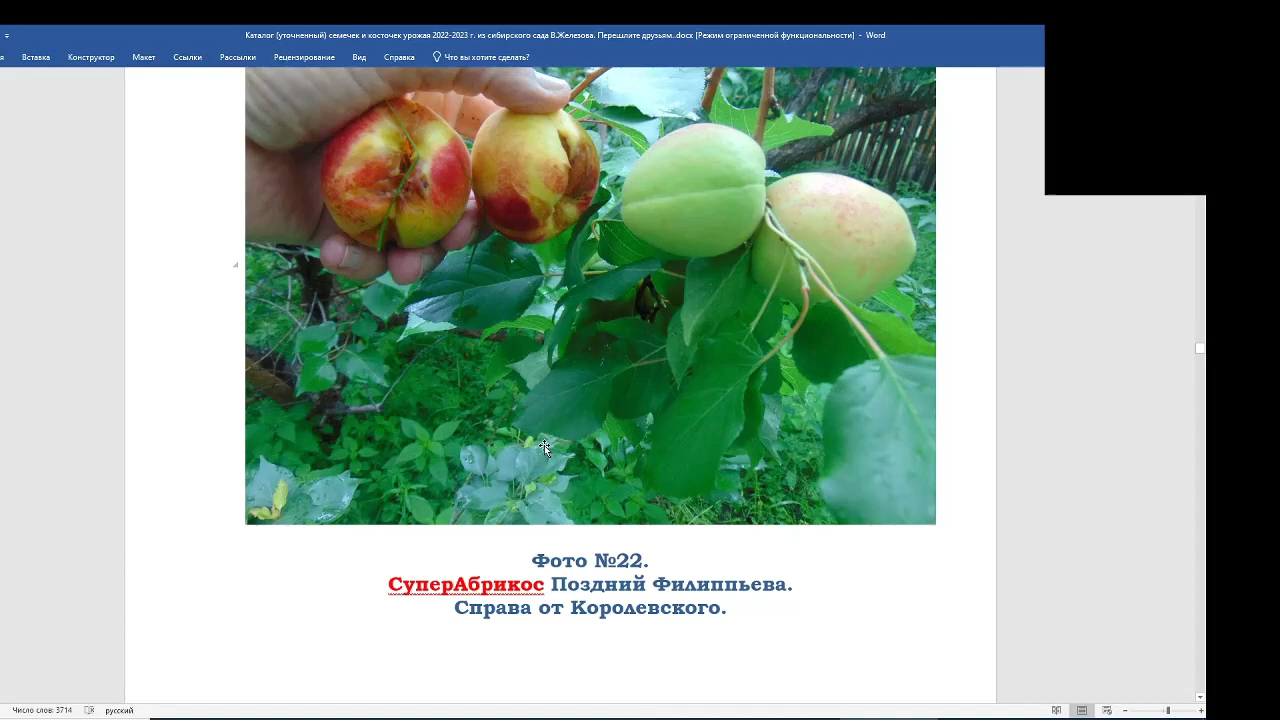 Каталог (уточненный) семечек и косточек урожая 2022-2023 г. из сибирского сада В.Железова. Перешлите друзьям..docx [Режим ограниченной функциональности] - Word
Вставка Конструктор Макет Ссылки Рассылки Рецензирование Вид Справка Что вы хотите сделать?
Фото №22.
СуперАбрикос Поздний Филиппьева.
Справа от Королевского.
Число слов: 3714 русский